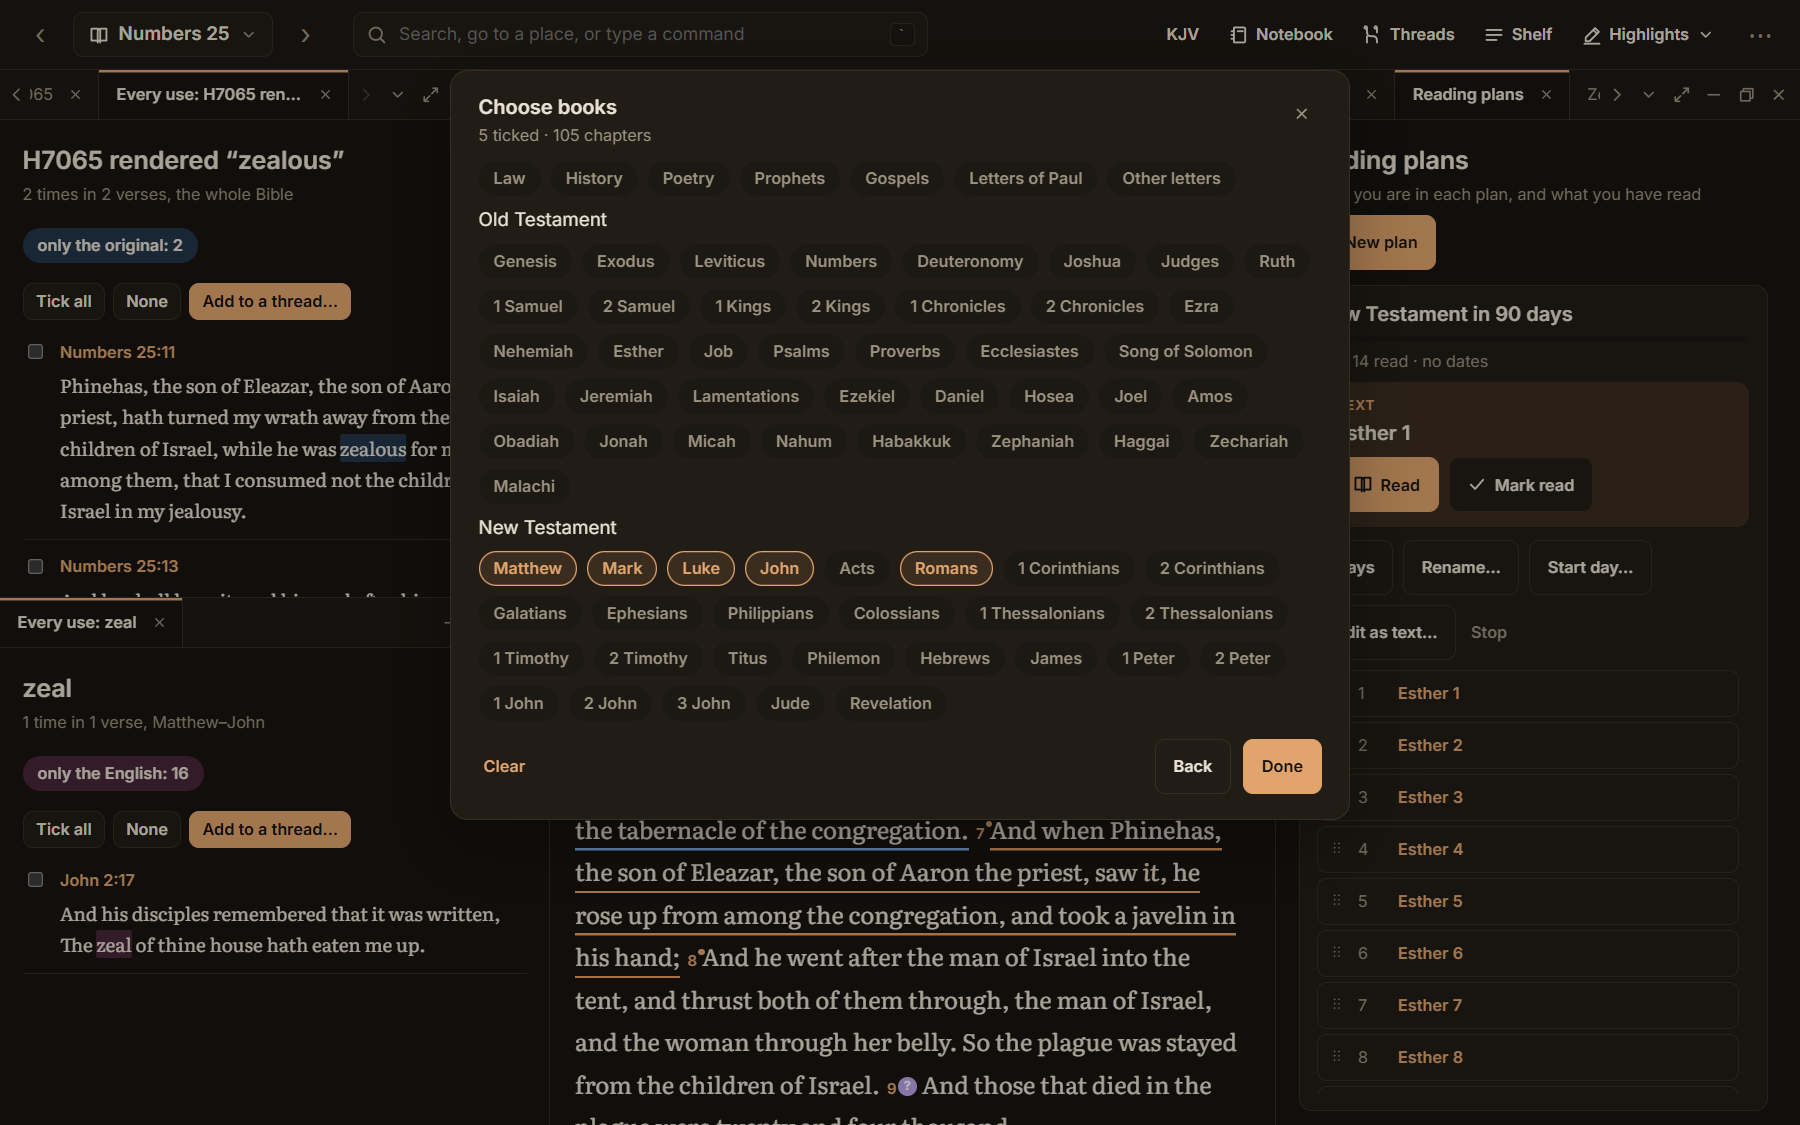 Numbers 25
Search, go to a place, or type a command
`
KJV
Notebook
Threads
Shelf
Highlights
065
Every use: H7065 ren...
Reading plans
H7065 rendered “zealous”
2 times in 2 verses, the whole Bible
only the original: 2
Tick all
None
Add to a thread...
Numbers 25:11
Phinehas, the son of Eleazar, the son of Aaro
priest, hath turned my wrath away from the
children of Israel, while he was zealous for
among them, that I consumed not the childr
Israel in my jealousy.
Numbers 25:13
Every use: zeal
zeal
1 time in 1 verse, Matthew–John
only the English: 16
Tick all
None
Add to a thread...
John 2:17
And his disciples remembered that it was written,
The zeal of thine house hath eaten me up.
Choose books
5 ticked · 105 chapters
Law
History
Poetry
Prophets
Gospels
Letters of Paul
Other letters
Old Testament
Genesis
Exodus
Leviticus
Numbers
Deuteronomy
Joshua
Judges
Ruth
1 Samuel
2 Samuel
1 Kings
2 Kings
1 Chronicles
2 Chronicles
Ezra
Nehemiah
Esther
Job
Psalms
Proverbs
Ecclesiastes
Song of Solomon
Isaiah
Jeremiah
Lamentations
Ezekiel
Daniel
Hosea
Joel
Amos
Obadiah
Jonah
Micah
Nahum
Habakkuk
Zephaniah
Haggai
Zechariah
Malachi
New Testament
Matthew
Mark
Luke
John
Acts
Romans
1 Corinthians
2 Corinthians
Galatians
Ephesians
Philippians
Colossians
1 Thessalonians
2 Thessalonians
1 Timothy
2 Timothy
Titus
Philemon
Hebrews
James
1 Peter
2 Peter
1 John
2 John
3 John
Jude
Revelation
Clear
Back
Done
the tabernacle of the congregation. 7 And when Phinehas,
the son of Eleazar, the son of Aaron the priest, saw it, he
rose up from among the congregation, and took a javelin in
his hand; 8 And he went after the man of Israel into the
tent, and thrust both of them through, the man of Israel,
and the woman through her belly. So the plague was stayed
from the children of Israel. 9 ? And those that died in the
plague were twenty and four thousand.
ding plans
you are in each plan, and what you have read
New plan
w Testament in 90 days
14 read · no dates
EXT
sther 1
Read
Mark read
ays
Rename...
Start day...
dit as text...
Stop
1 Esther 1
2 Esther 2
3 Esther 3
4 Esther 4
5 Esther 5
6 Esther 6
7 Esther 7
8 Esther 8